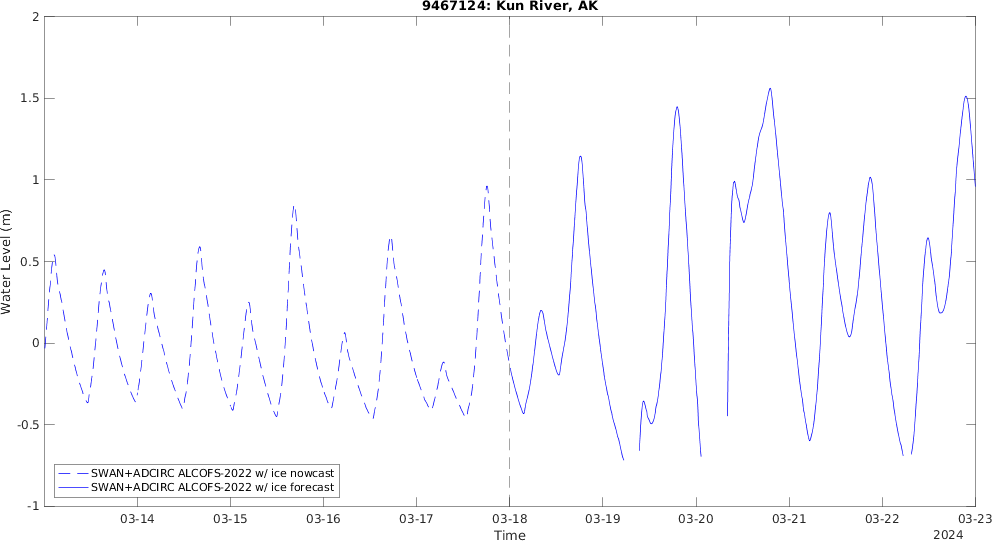 9467124: Kun River, AK
Water Level (m)
2
1.5
1
0.5
0
-0.5
-1
SWAN+ADCIRC ALCOFS-2022 w/ ice nowcast
SWAN+ADCIRC ALCOFS-2022 w/ ice forecast
03-14 03-15 03-16 03-17 03-18 03-19 03-20 03-21 03-22 03-23
Time
2024